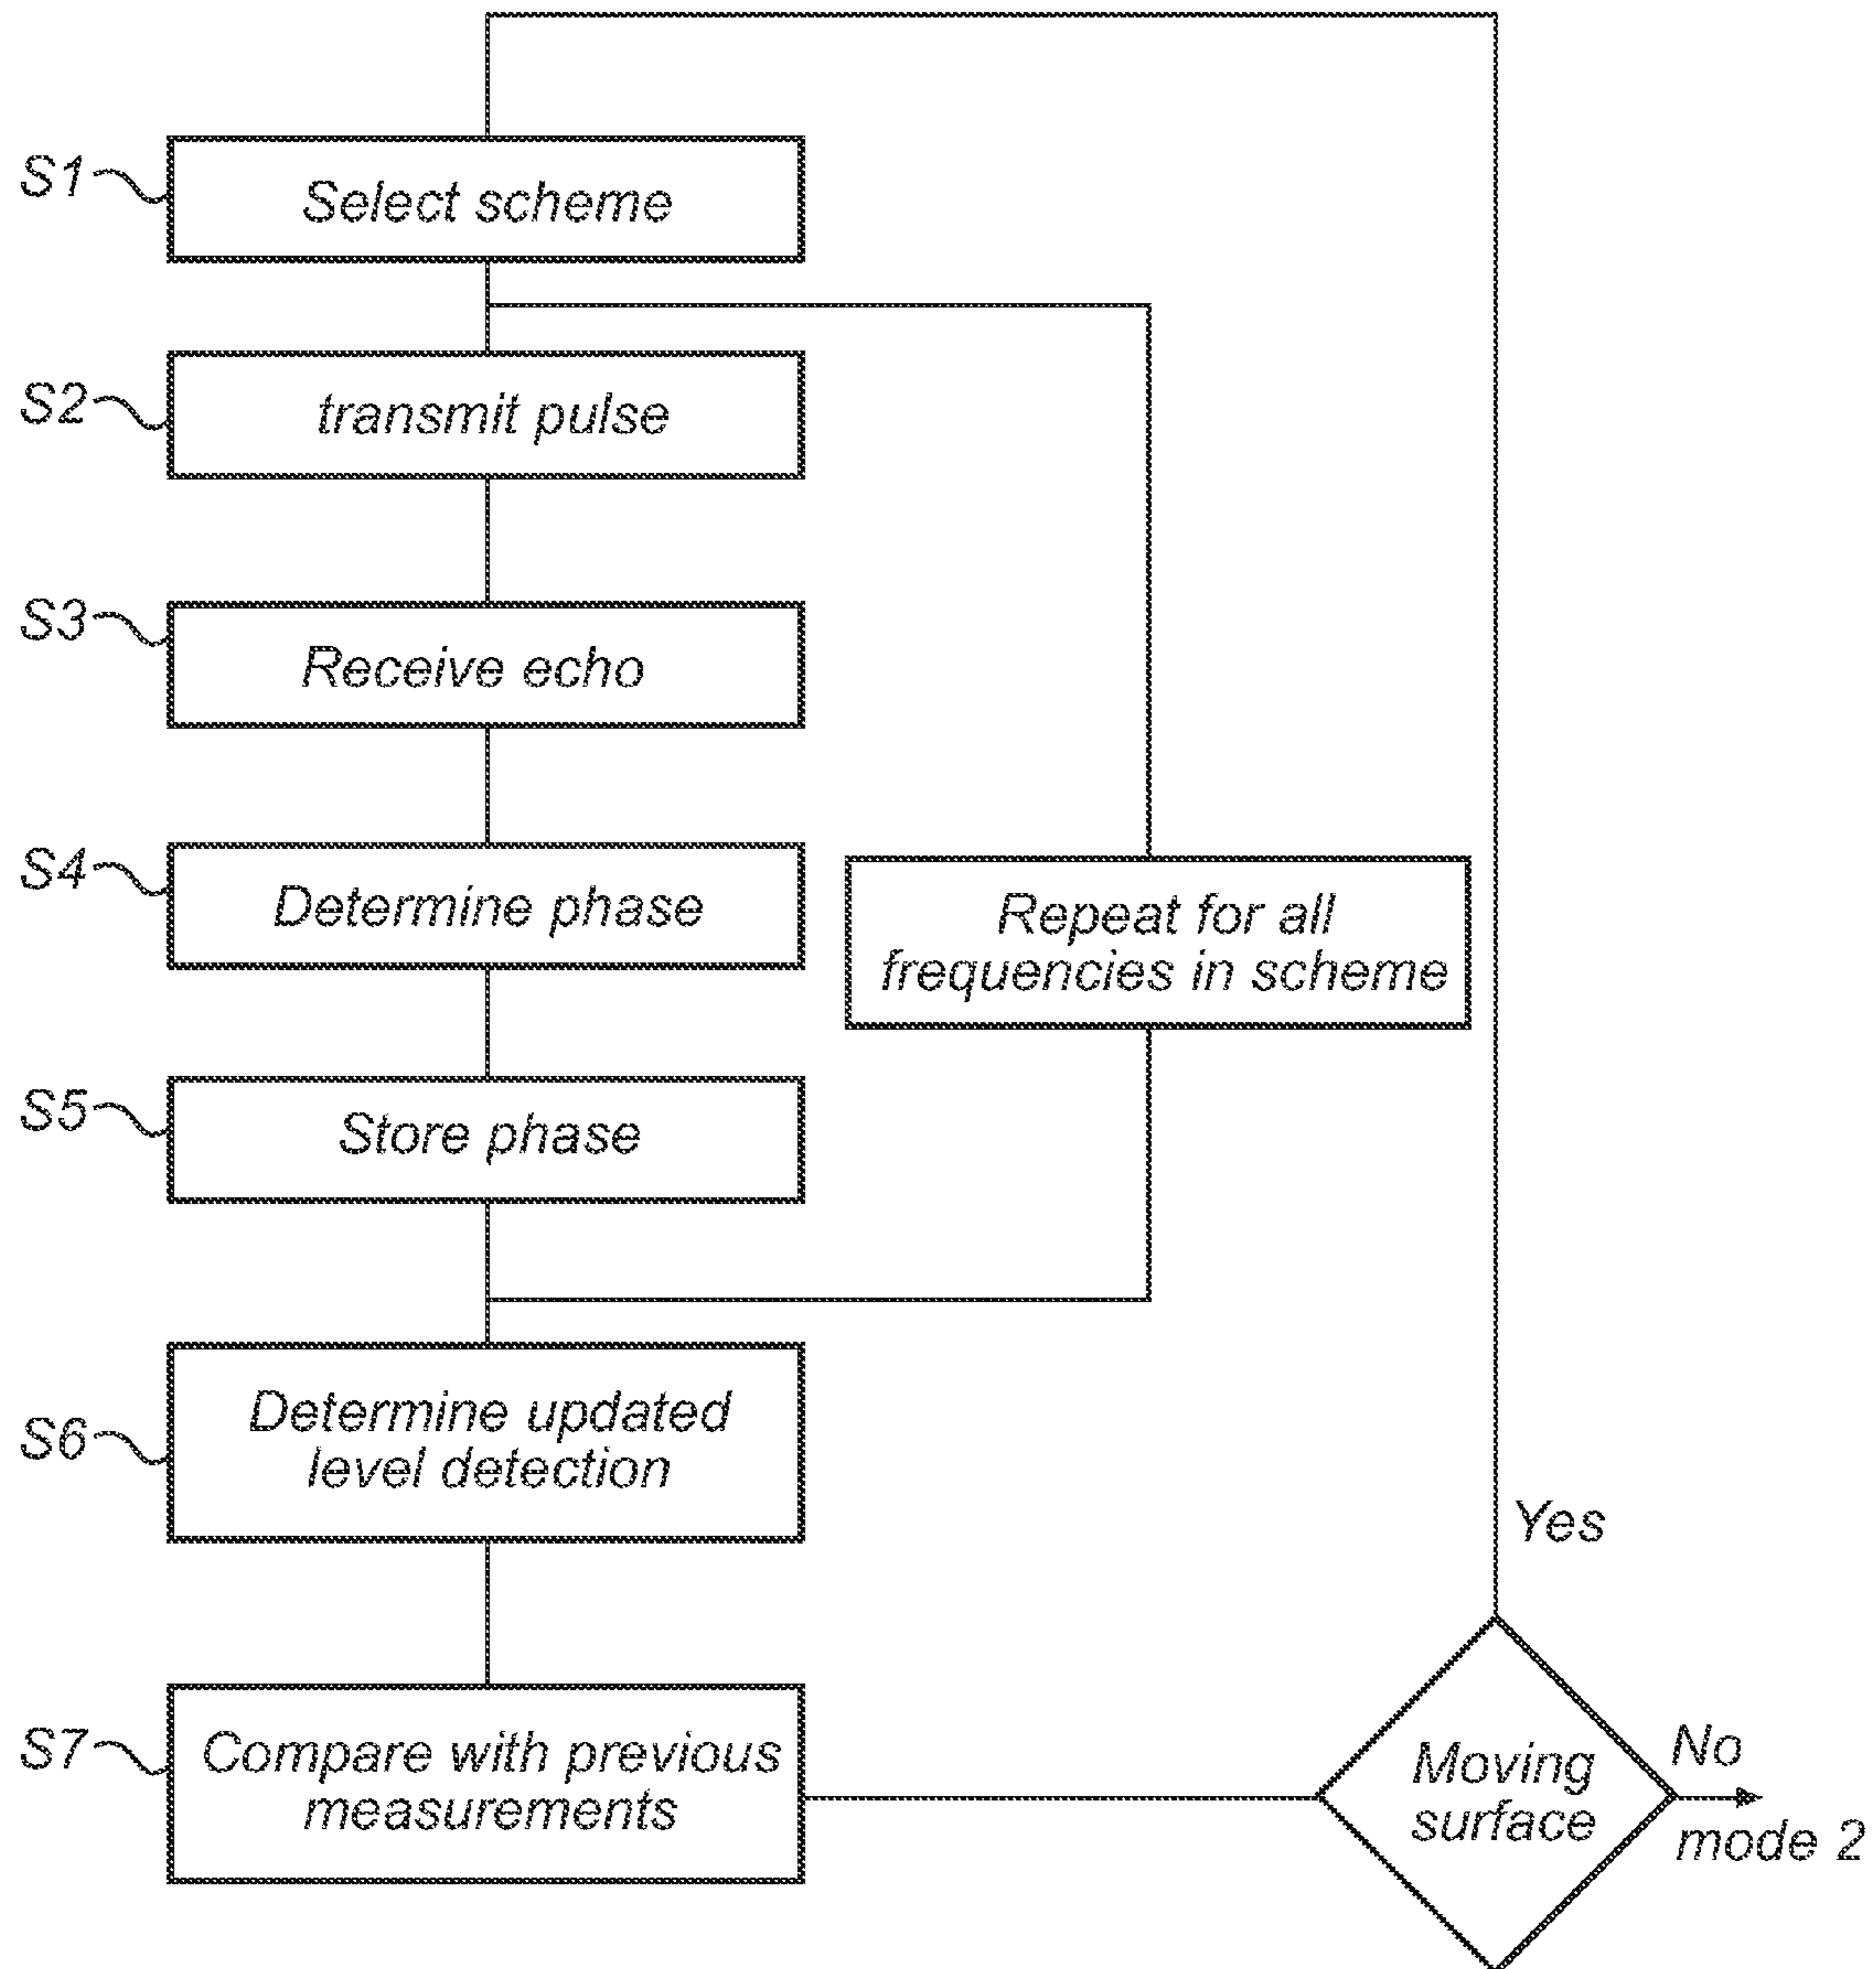 S1
Select scheme
S2
transmit pulse
S3
Receive echo
S4
Determine phase
Repeat for all
frequencies in scheme
S5
Store phase
S6
Determine updated
level detection
Yes
S7
Compare with previous
measurements
Moving
surface
No
mode 2